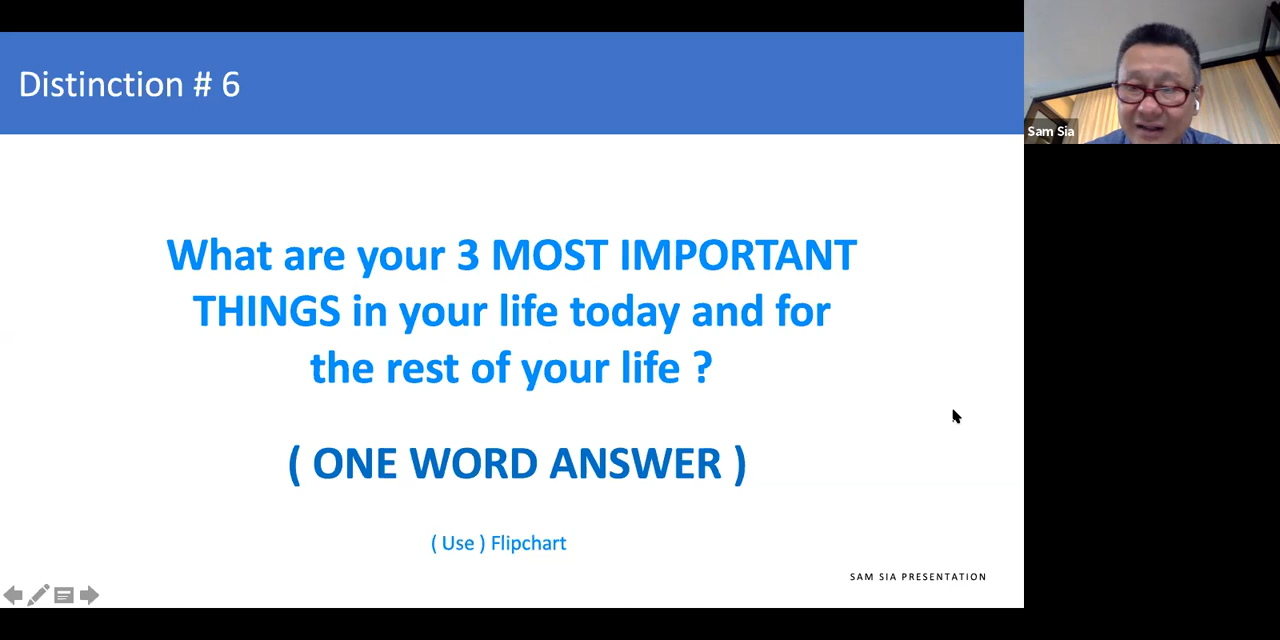 Distinction # 6
What are your 3 MOST IMPORTANT
THINGS in your life today and for
the rest of your life ?
( ONE WORD ANSWER )
( Use ) Flipchart
SAM SIA PRESENTATION
Sam Sia